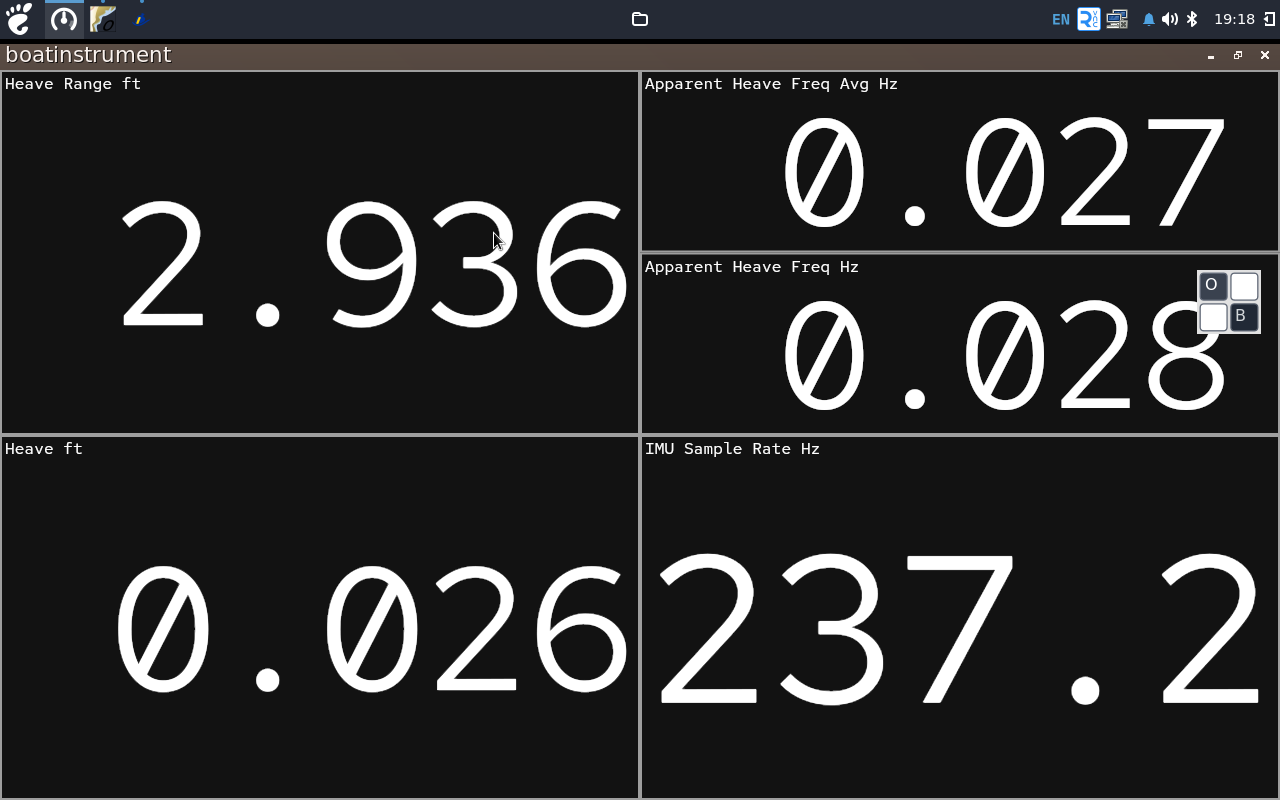 EN
19:18
boatinstrument
Heave Range ft
2.936
Apparent Heave Freq Avg Hz
0.027
Apparent Heave Freq Hz
0.028
O
B
Heave ft
0.026
IMU Sample Rate Hz
237.2